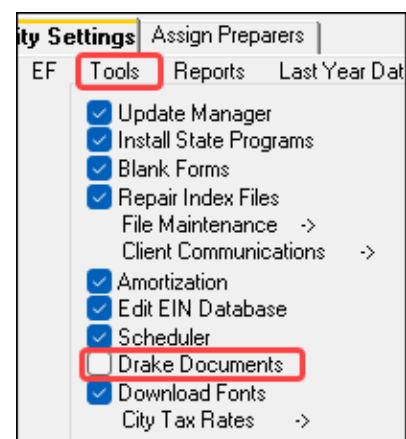 ity Settings Assign Preparers
EF Tools Reports Last Year Dat
Update Manager
Install State Programs
Blank Forms
Repair Index Files
File Maintenance ->
Client Communications ->
Amortization
Edit EIN Database
Scheduler
Drake Documents
Download Fonts
City Tax Rates ->